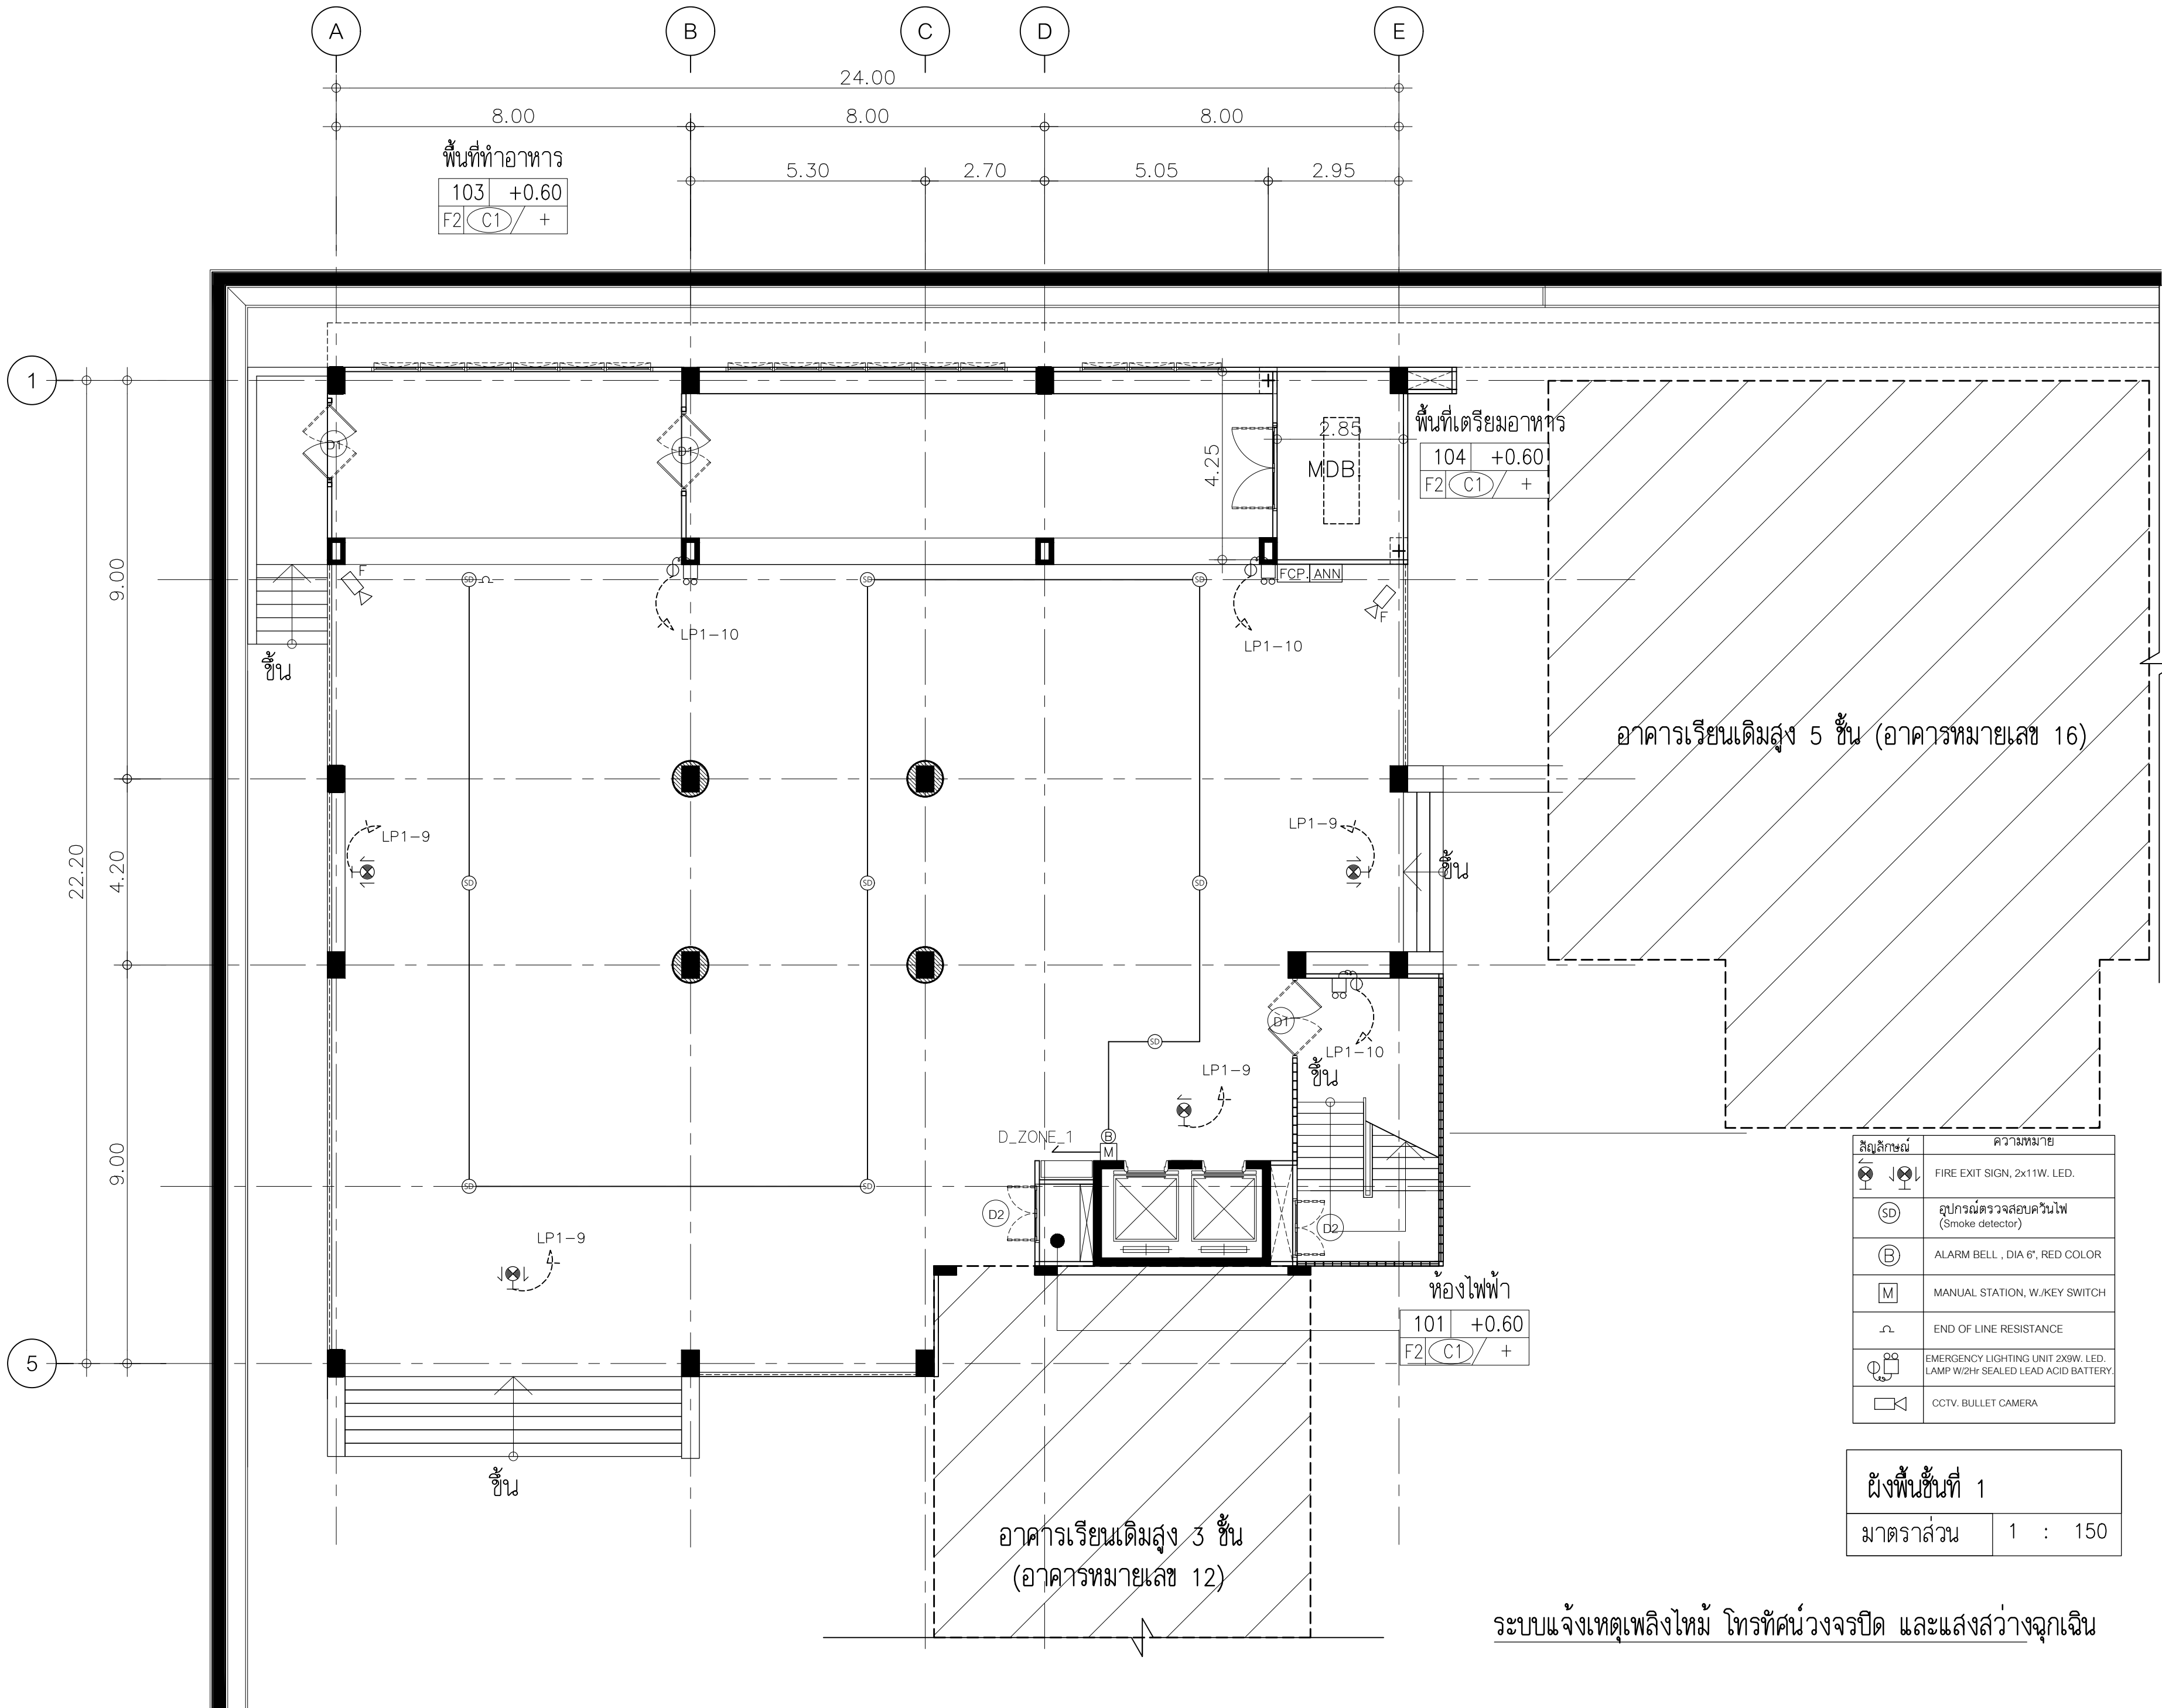 A B C D E
24.00
8.00 8.00 8.00
พื้นที่ทำอาหาร
5.30 2.70 5.05 2.95
103 +0.60
F2 C1 +
1
D1 D1
4.25
2.85
MDB.
พื้นที่เตรียมอาหาร
104 +0.60
F2 C1 +
9.00
F
SD SD SD
FCP. ANN
F
LP1-10 LP1-10
ขึ้น
อาคารเรียนเดิมสูง 5 ชั้น (อาคารหมายเลข 16)
LP1-9 LP1-9
22.20
4.20
SD SD SD
ขึ้น
D1
SD
LP1-10
ขึ้น
LP1-9
D_ZONE_1
B
M
9.00
SD SD
D2 D2
LP1-9
ห้องไฟฟ้า
101 +0.60
F2 C1 +
5
ขึ้น
อาคารเรียนเดิมสูง 3 ชั้น
(อาคารหมายเลข 12)
สัญลักษณ์ ความหมาย
FIRE EXIT SIGN, 2x11W. LED.
SD อุปกรณ์ตรวจสอบควันไฟ
(Smoke detector)
B ALARM BELL , DIA 6", RED COLOR
M MANUAL STATION, W./KEY SWITCH
END OF LINE RESISTANCE
EMERGENCY LIGHTING UNIT 2X9W. LED.
LAMP W/2Hr SEALED LEAD ACID BATTERY.
CCTV. BULLET CAMERA
ผังพื้นชั้นที่ 1
มาตราส่วน 1 : 150
ระบบแจ้งเหตุเพลิงไหม้ โทรทัศน์วงจรปิด และแสงสว่างฉุกเฉิน